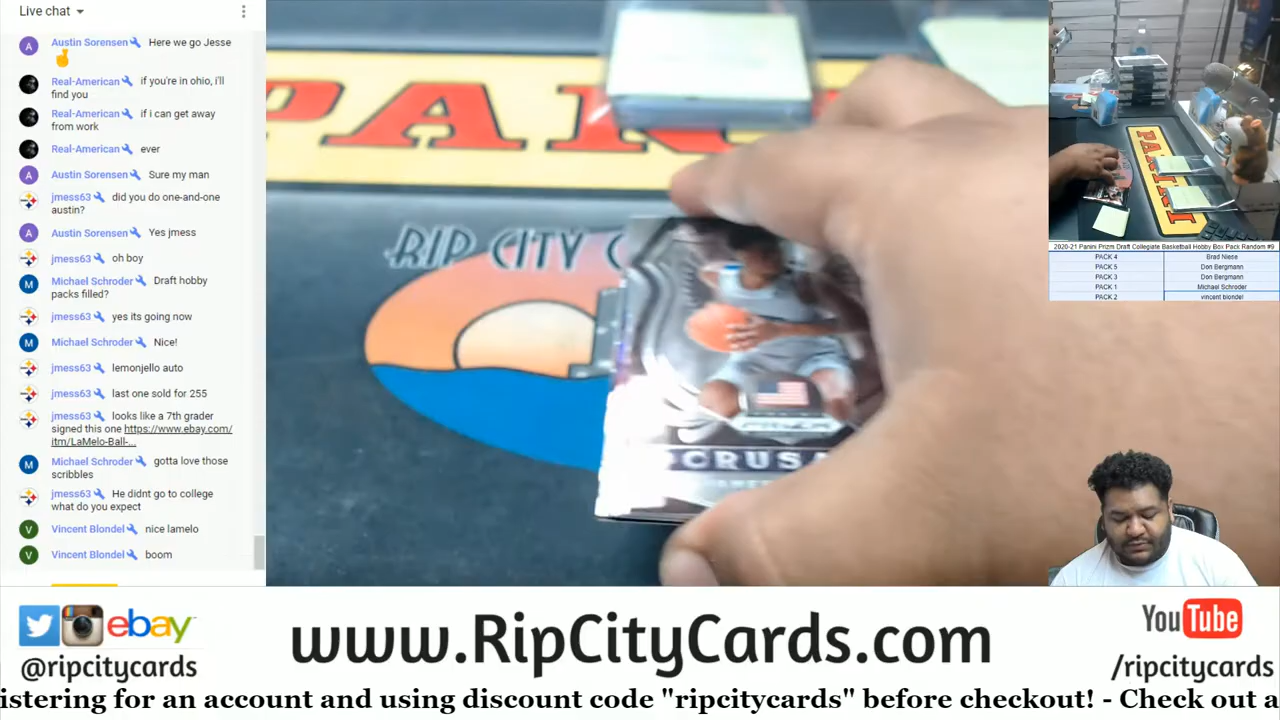 Live chat
Austin Sorensen Here we go Jesse
Real-American if you're in ohio, i'll
find you
Real-American if i can get away
from work
Real-American ever
Austin Sorensen Sure my man
jmess63 did you do one-and-one
austin?
Austin Sorensen Yes jmess
jmess63 oh boy
Michael Schroder Draft hobby
packs filled?
jmess63 yes its going now
Michael Schroder Nice!
jmess63 lemonjello auto
jmess63 last one sold for 255
jmess63 looks like a 7th grader
signed this one https://www.ebay.com/
itm/LaMelo-Ball-...
Michael Schroder gotta love those
scribbles
jmess63 He didnt go to college
what do you expect
Vincent Blondel nice lamelo
Vincent Blondel boom
PANINI
RIP CITY C
PRIZM
CRUSA
PANINI
2020-21 Panini Prizm Draft Collegiate Basketball Hobby Box Pack Random #9
PACK 4 Brad Niese
PACK 5 Don Bergmann
PACK 3 Don Bergmann
PACK 1 Michael Schroder
PACK 2 vincent blondel
ebay
@ripcitycards
www.RipCityCards.com
YouTube
/ripcitycards
istering for an account and using discount code "ripcitycards" before checkout! - Check out a